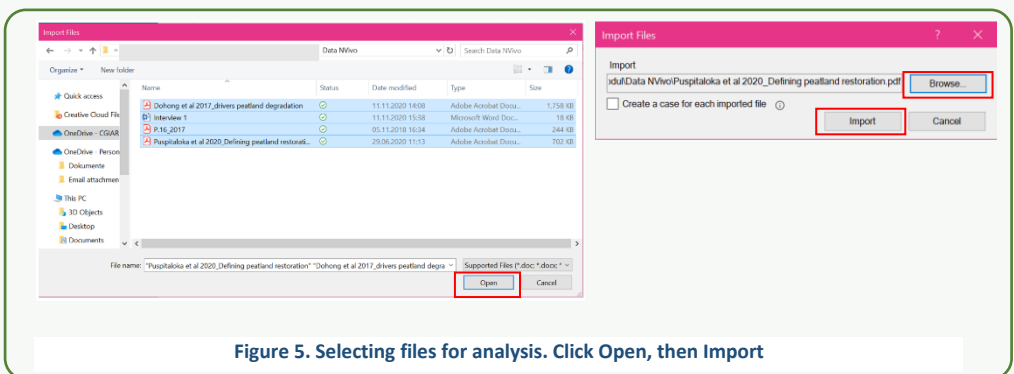 Import Files
Data NVivo
Search Data NVivo
Organize
New folder
Name
Status
Date modified
Type
Size
Quick access
Creative Cloud File
OneDrive - CGIAR
OneDrive - Person
Dokumente
Email attachmen
This PC
3D Objects
Desktop
Documents
Dohong et al 2017_drivers peatland degradation 11.11.2020 14:08 Adobe Acrobat Docu... 1,758 KB
Interview 1 11.11.2020 15:38 Microsoft Word Doc... 18 KB
P.16_2017 05.11.2018 16:34 Adobe Acrobat Docu... 244 KB
Puspitaloka et al 2020_Defining peatland restorati... 29.06.2020 11:13 Adobe Acrobat Docu... 702 KB
File name: "Puspitaloka et al 2020_Defining peatland restoration" "Dohong et al 2017_drivers peatland degra
Supported Files (*.doc; *.docx; *
Open
Cancel
Import Files ?
Import
dul\Data NVivo\Puspitaloka et al 2020_Defining peatland restoration.pdf
Browse...
Create a case for each imported file
Import
Cancel
Figure 5. Selecting files for analysis. Click Open, then Import